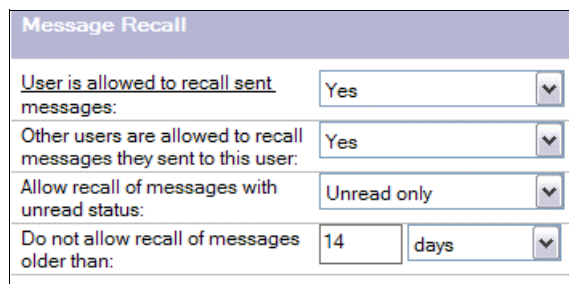 Message Recall
User is allowed to recall sent Yes
messages:
Other users are allowed to recall Yes
messages they sent to this user:
Allow recall of messages with Unread only
unread status:
Do not allow recall of messages 14 days
older than: